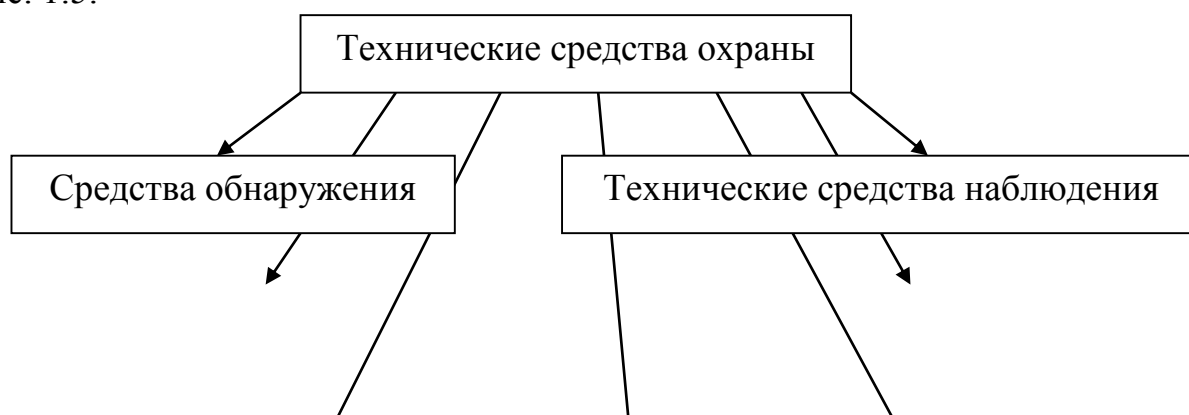 Технические средства охраны
Средства обнаружения
Технические средства наблюдения